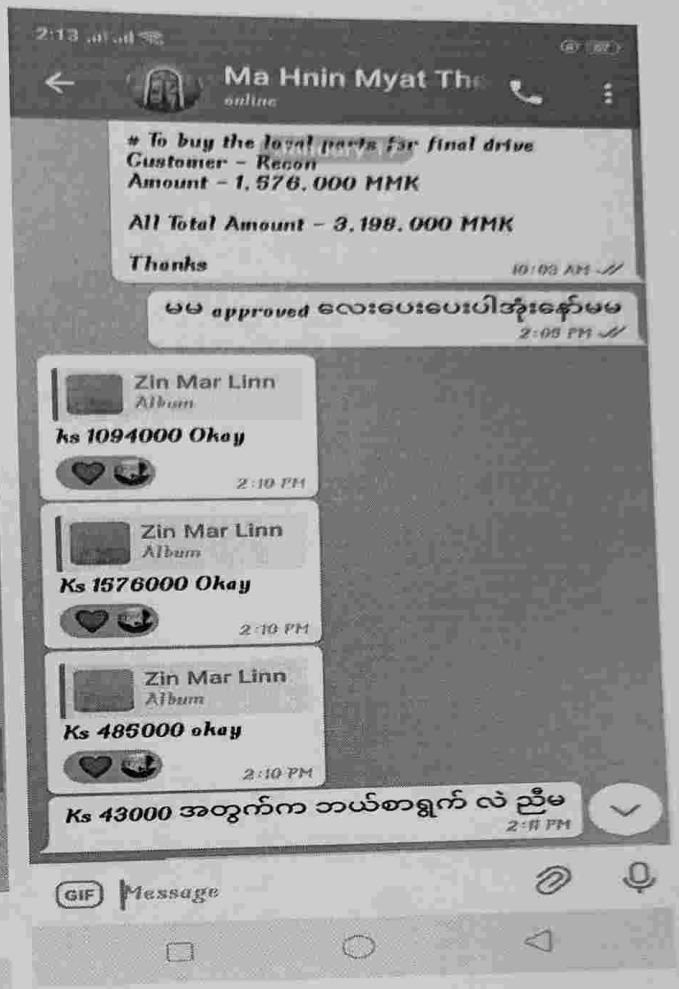 2:13
67
Ma Hnin Myat The
online
# To buy the local parts for final drive
Customer - Recon
Amount - 1,576,000 MMK
All Total Amount - 3,198,000 MMK
Thanks
10:03 AM
မမ approved လေးပေးပေးပါအုံးနော်မမ
2:05 PM
Zin Mar Linn
Album
ks 1094000 Okay
2:10 PM
Zin Mar Linn
Album
Ks 1576000 Okay
2:10 PM
Zin Mar Linn
Album
Ks 485000 okay
2:10 PM
Ks 43000 အတွက်က ဘယ်စာရွက် လဲ ညီမ
2:11 PM
GIF
Message